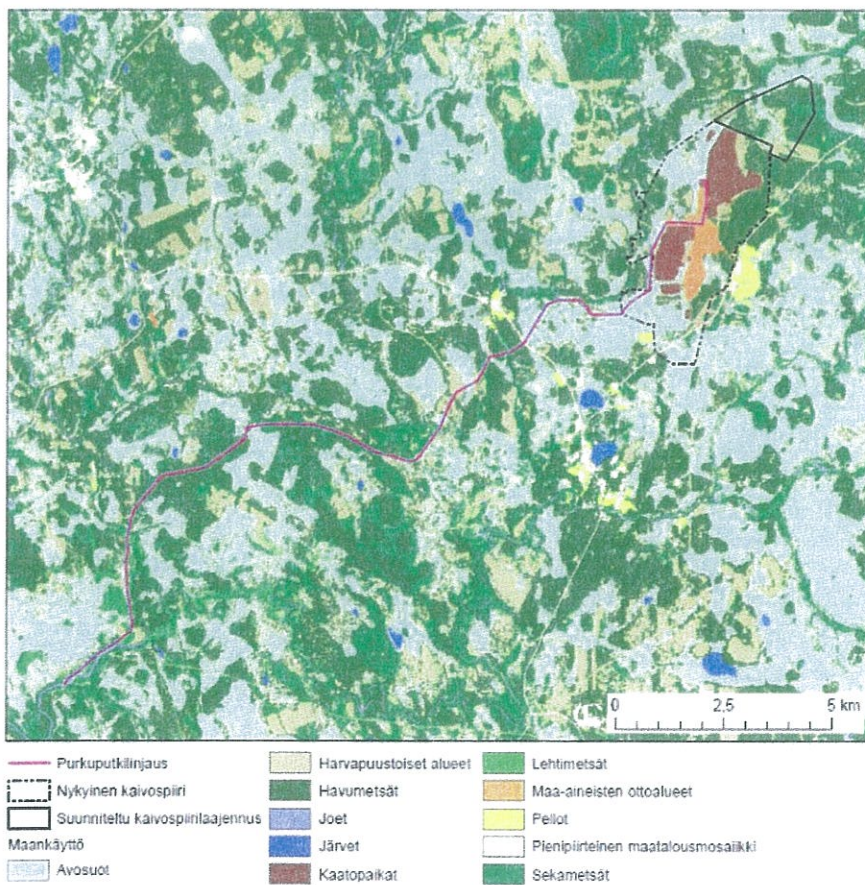 0 2,5 5 km
Purkuputkilinjaus
Nykyinen kaivospiiri
Suunniteltu kaivospiirilaajennus
Maankäyttö
Avosuot
Harvapuustoiset alueet
Havumetsät
Joet
Järvet
Kaatopaikat
Lehtimetsät
Maa-aineisten ottoalueet
Pellot
Pienipiirteinen maatalousmosaiikki
Sekametsät